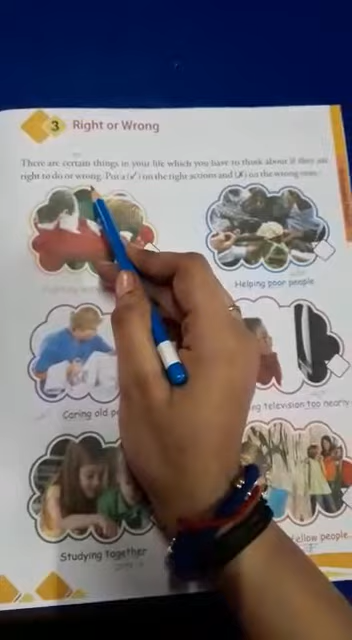 3 Right or Wrong
There are certain things in your life which you have to think about if they are
right to do or wrong. Put a (✓) on the right actions and (✗) on the wrong ones.
Helping poor people
Caring old
television too nearly
Studying together
people.